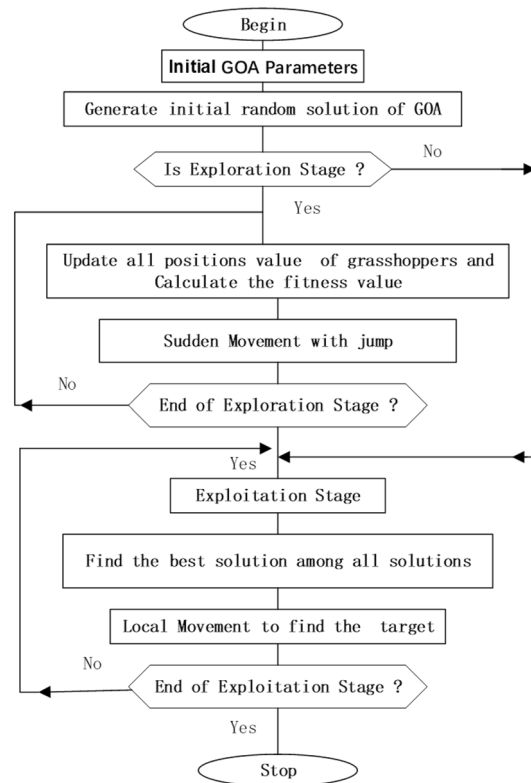 Begin
Initial GOA Parameters
Generate initial random solution of GOA
Is Exploration Stage ?
No
Yes
Update all positions value of grasshoppers and
Calculate the fitness value
Sudden Movement with jump
No
End of Exploration Stage ?
Yes
Exploitation Stage
Find the best solution among all solutions
Local Movement to find the target
No
End of Exploitation Stage ?
Yes
Stop